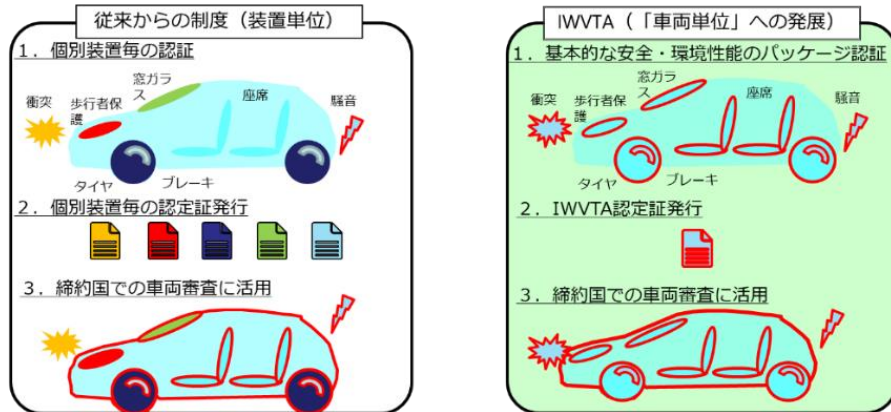 従来からの制度(装置単位)
1.個別装置毎の認証
窓ガラ
ス
座席
衝突
歩行者保
護
騒音
タイヤ
ブレーキ
2.個別装置毎の認定証発行
3.締約国での車両審査に活用
IWVTA(「車両単位」への発展)
1.基本的な安全・環境性能のパッケージ認証
窓ガラ
ス
座席
衝突
歩行者保
護
騒音
タイヤ
ブレーキ
2.IWVTA認定証発行
3.締約国での車両審査に活用